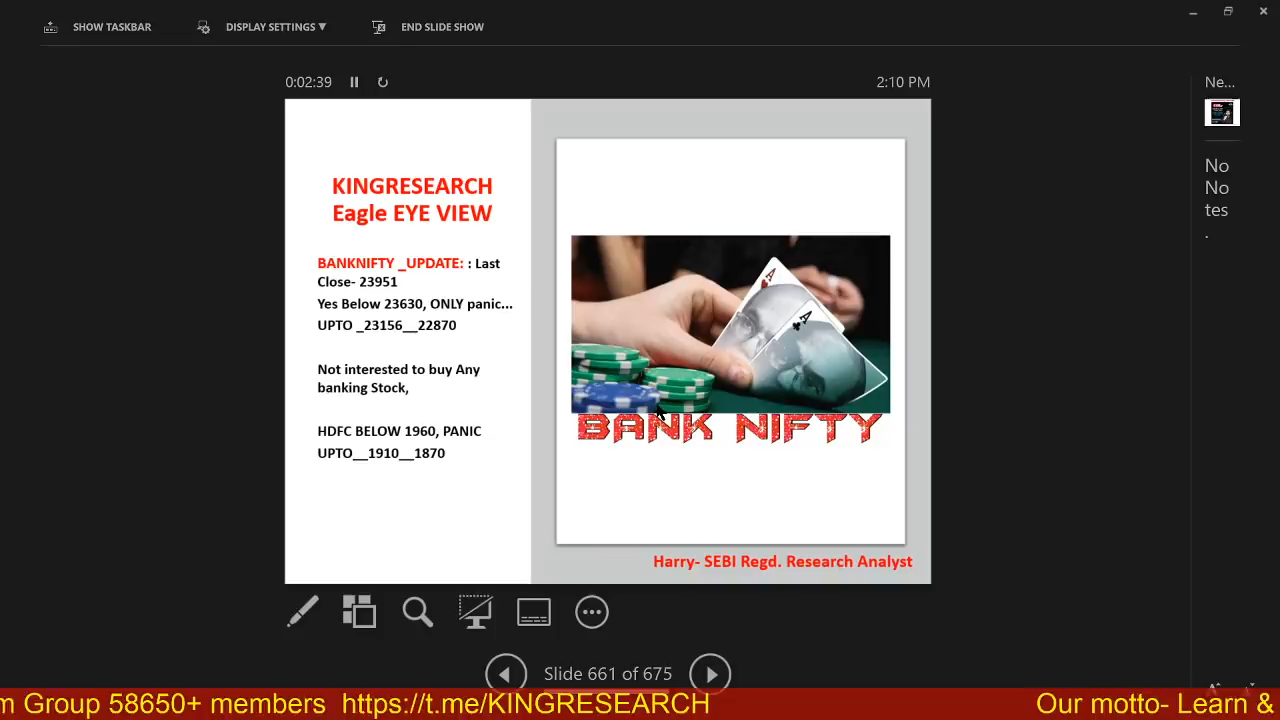 SHOW TASKBAR
DISPLAY SETTINGS ▼
END SLIDE SHOW
0:02:39
2:10 PM
Ne...
No
No
tes
.
KINGRESEARCH
Eagle EYE VIEW
BANKNIFTY _UPDATE: : Last
Close- 23951
Yes Below 23630, ONLY panic...
UPTO _23156__22870
Not interested to buy Any
banking Stock,
HDFC BELOW 1960, PANIC
UPTO__1910__1870
A
A
BANK NIFTY
Harry- SEBI Regd. Research Analyst
Slide 661 of 675
m Group 58650+ members https://t.me/KINGRESEARCH
Our motto- Learn &